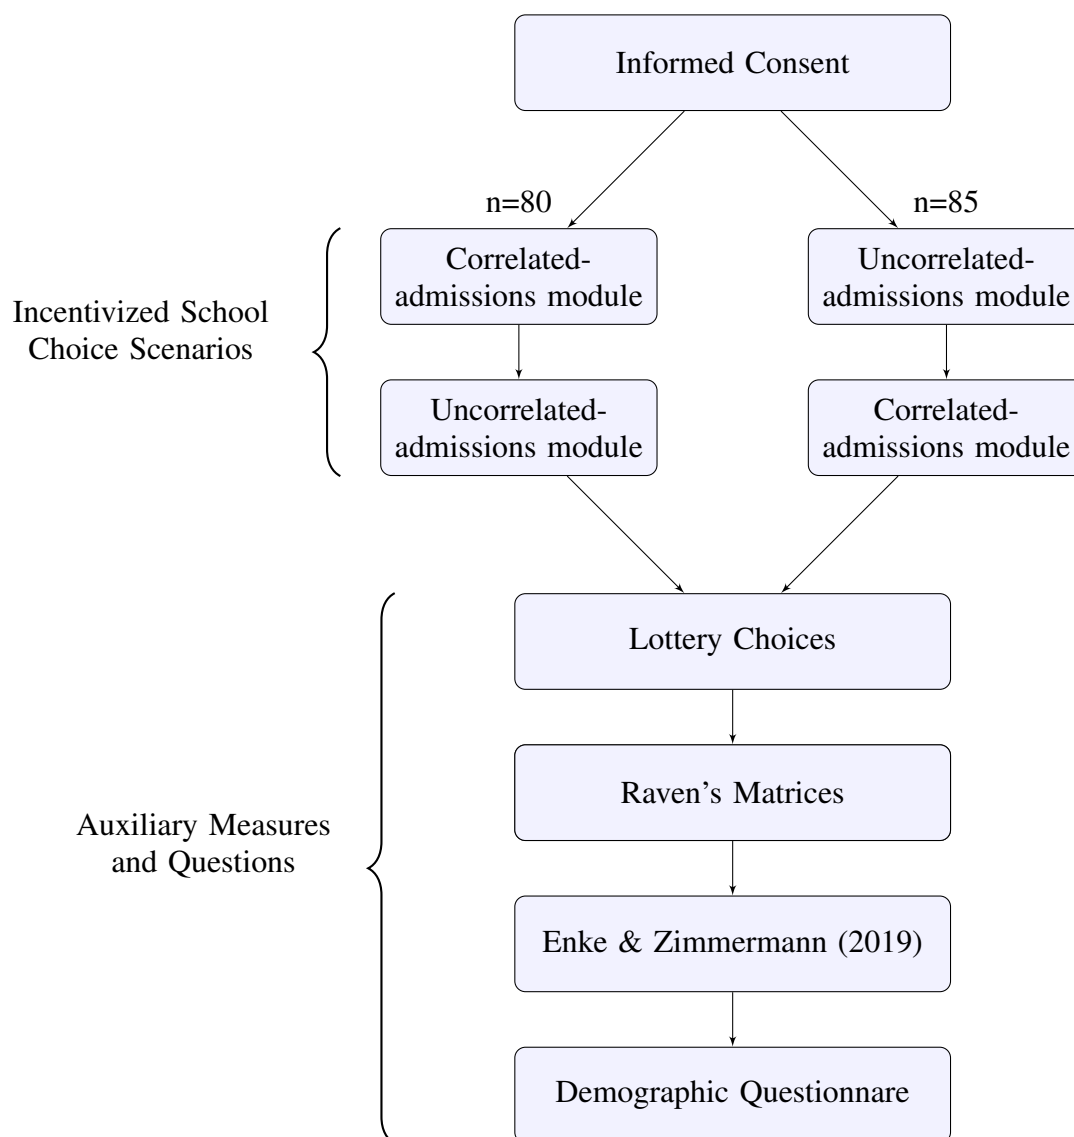 Informed Consent
n=80
n=85
Correlated-
admissions module
Uncorrelated-
admissions module
Incentivized School
Choice Scenarios
Uncorrelated-
admissions module
Correlated-
admissions module
Lottery Choices
Raven's Matrices
Auxiliary Measures
and Questions
Enke & Zimmermann (2019)
Demographic Questionnare